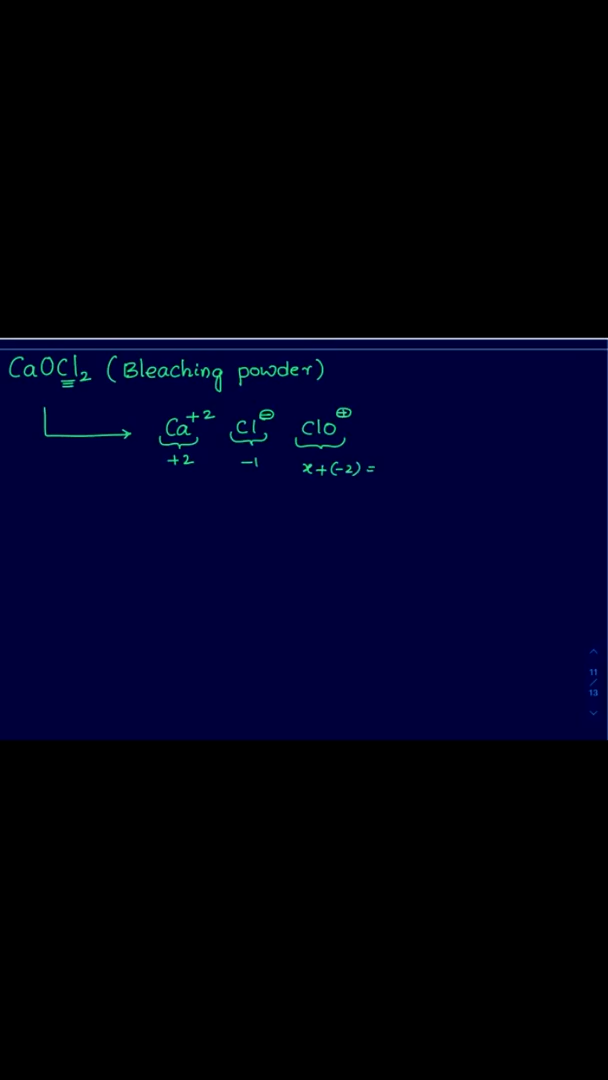 CaOCl₂ (Bleaching powder)
Ca⁺² Cl⊖ ClO⊕
+2 -1 x+(-2)=
11
/
13